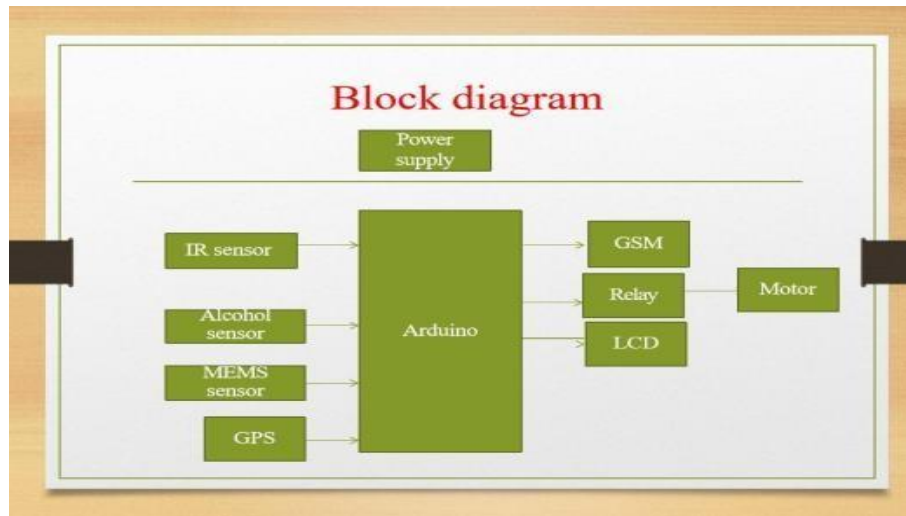 Block diagram
Power
supply
IR sensor
Alcohol
sensor
MEMS
sensor
GPS
Arduino
GSM
Relay
Motor
LCD